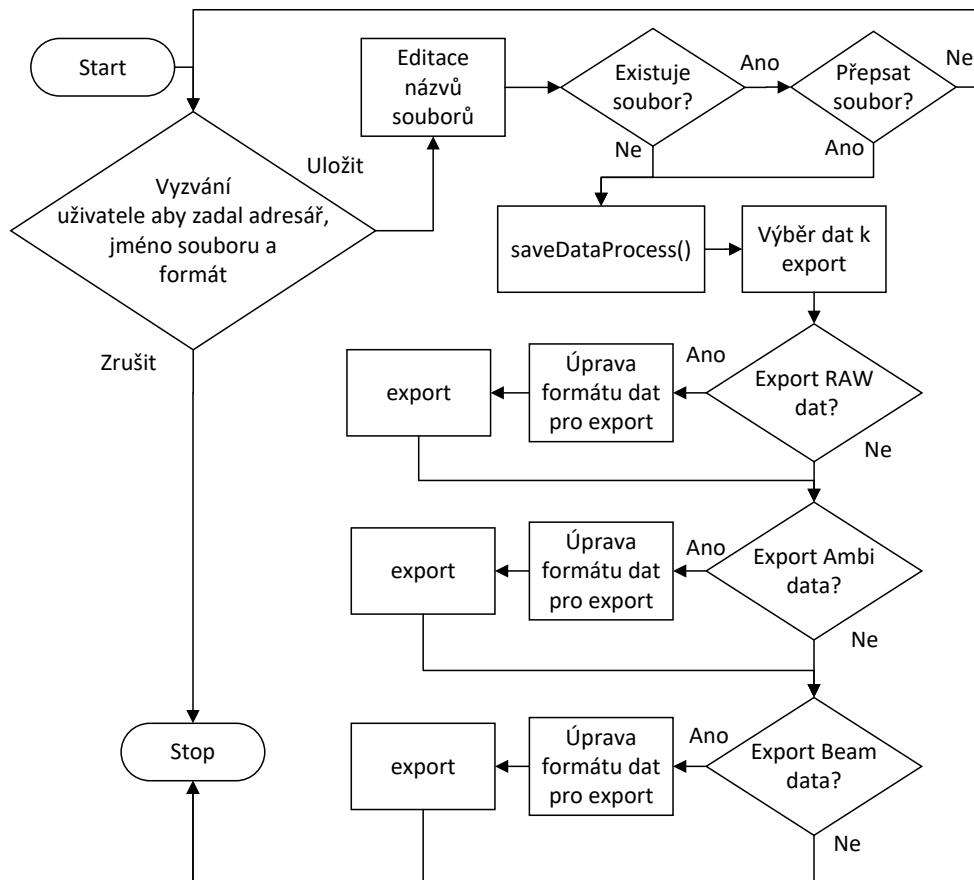 Start
Editace
názvů
souborů
Existuje
soubor?
Ano
Přepsat
soubor?
Ne
Uložit
Ne
Ano
Vyzvání
uživatele aby zadal adresář,
jméno souboru a
formát
saveDataProcess()
Výběr dat k
export
Zrušit
export
Úprava
formátu dat
pro export
Ano
Export RAW
dat?
Ne
export
Úprava
formátu dat
pro export
Ano
Export Ambi
data?
Ne
Stop
export
Úprava
formátu dat
pro export
Ano
Export Beam
data?
Ne